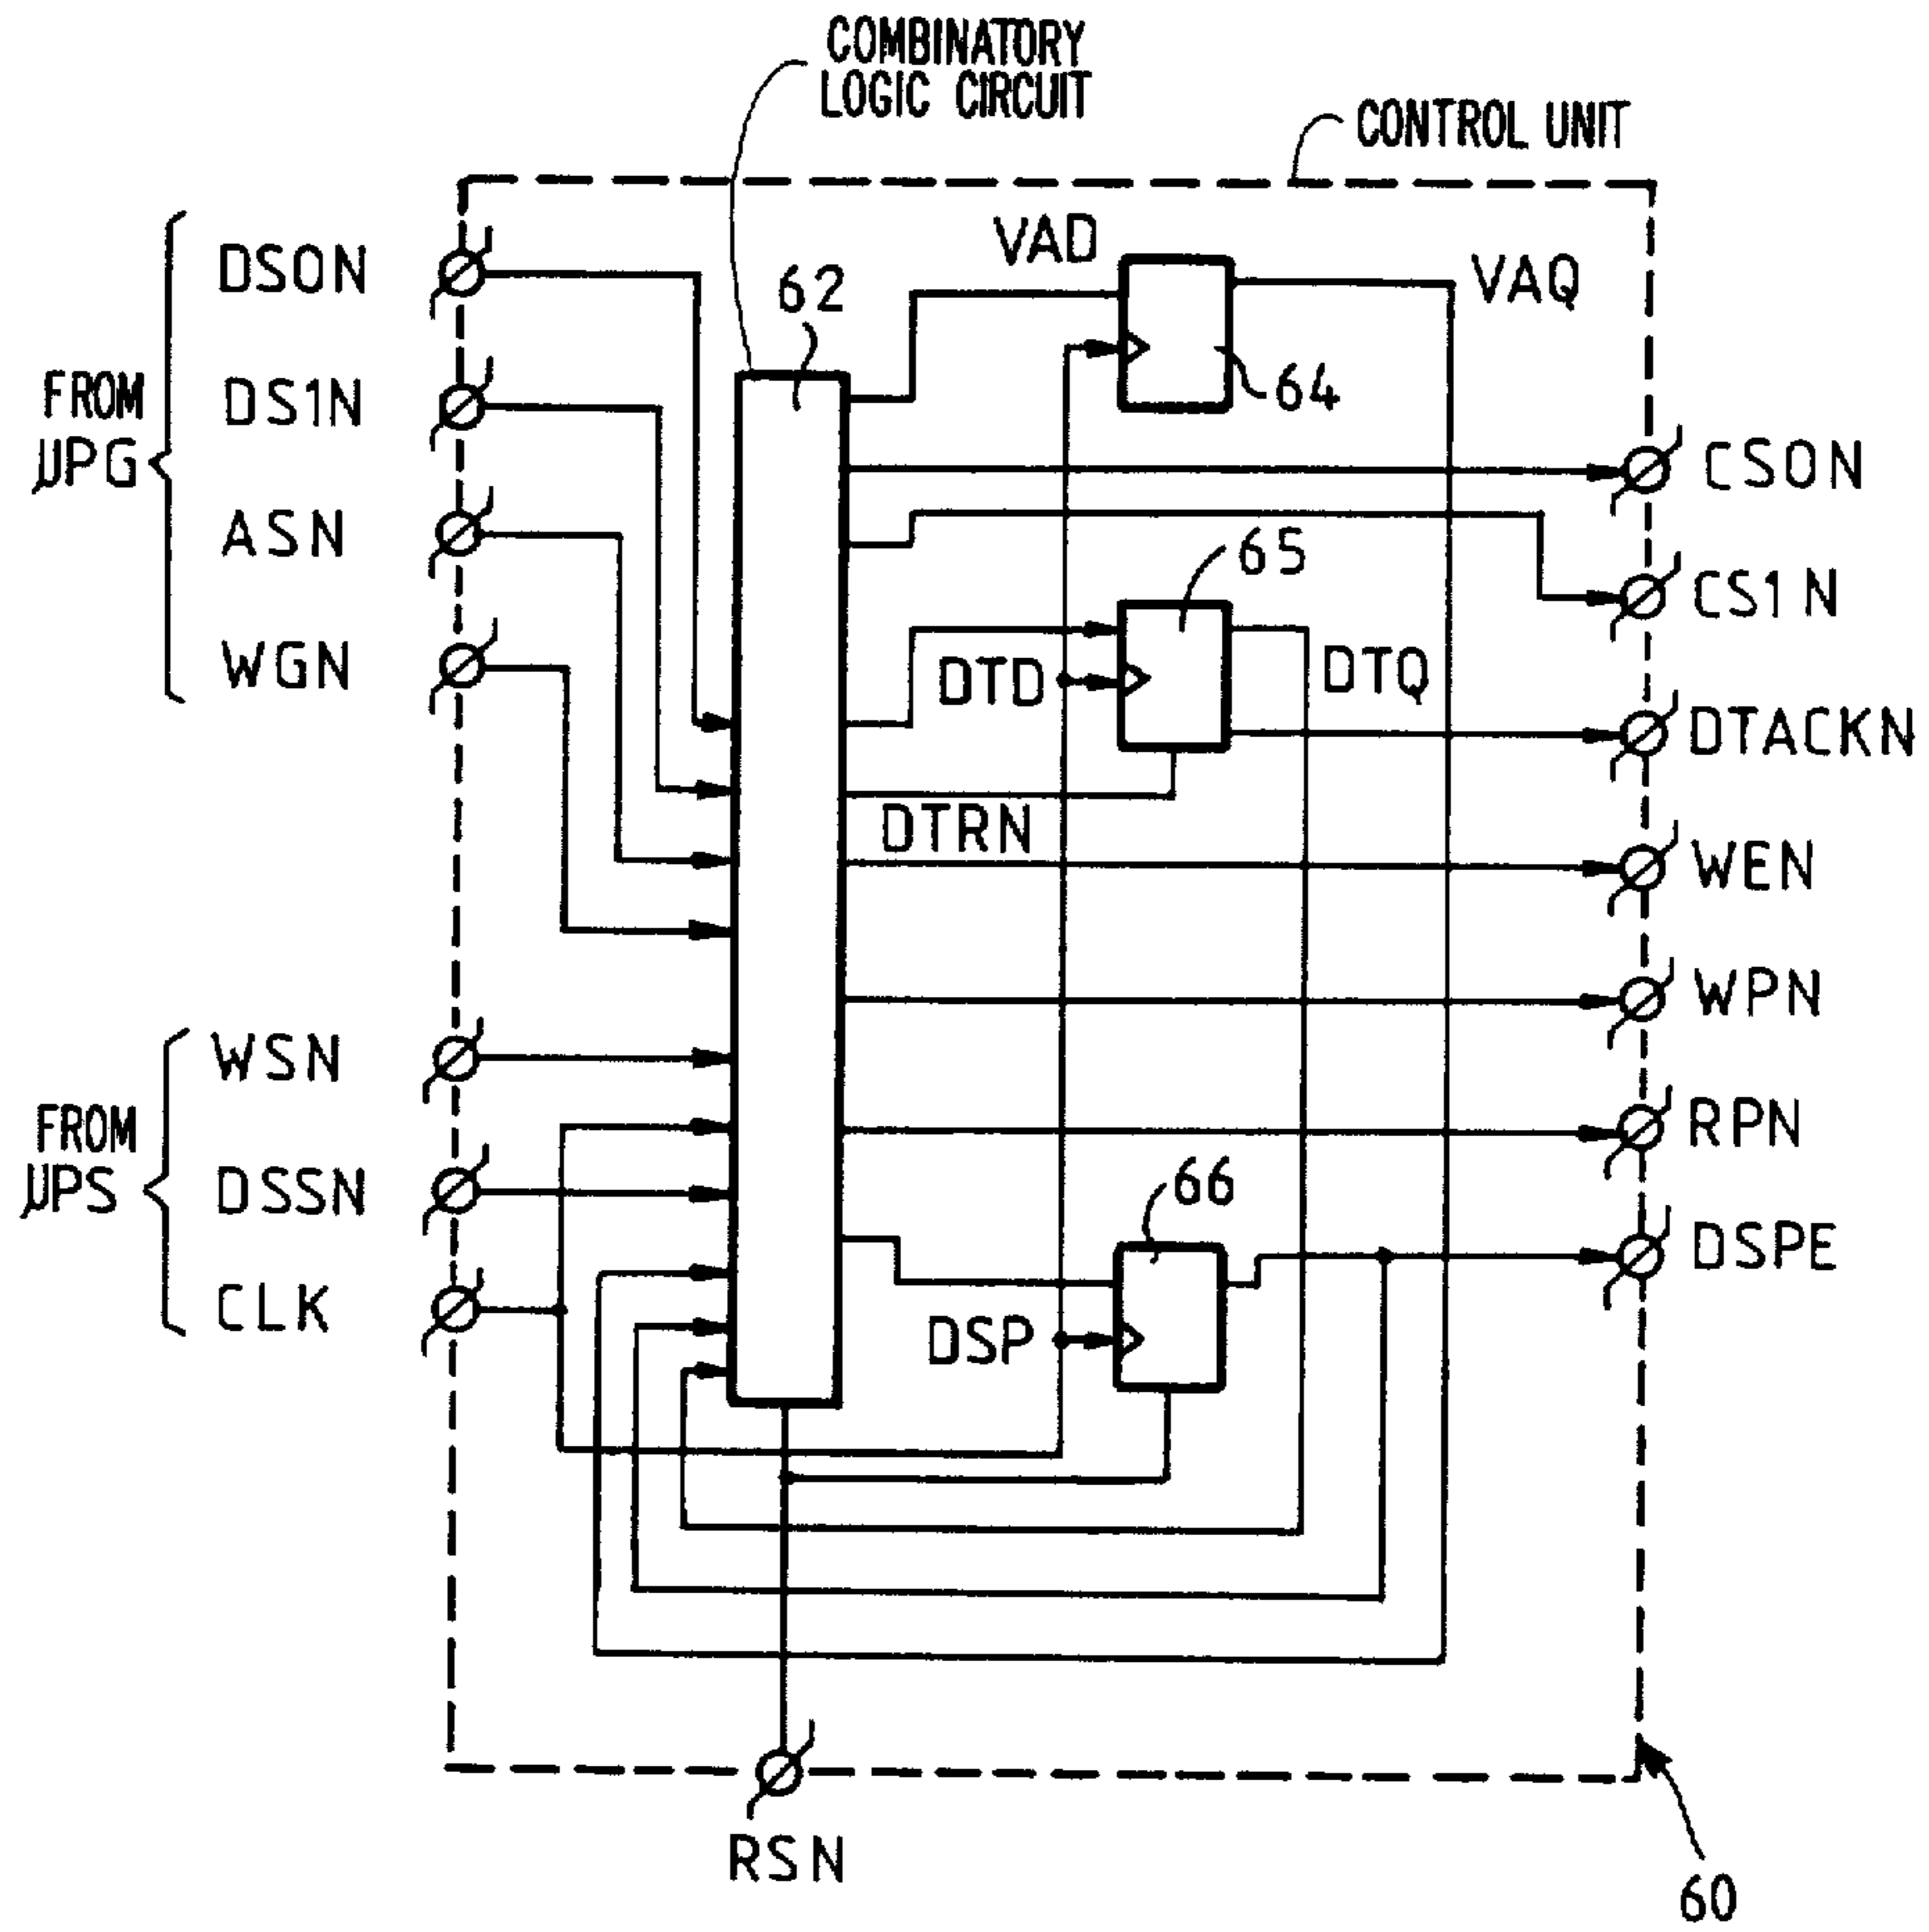 COMBINATORY
LOGIC CIRCUIT
CONTROL UNIT
FROM
µPG
DSON
DS1N
ASN
WGN
FROM
µPS
WSN
DSSN
CLK
62
VAD
VAQ
64
65
DTD
DTQ
DTRN
66
DSP
CSON
CS1N
DTACKN
WEN
WPN
RPN
DSPE
RSN
60